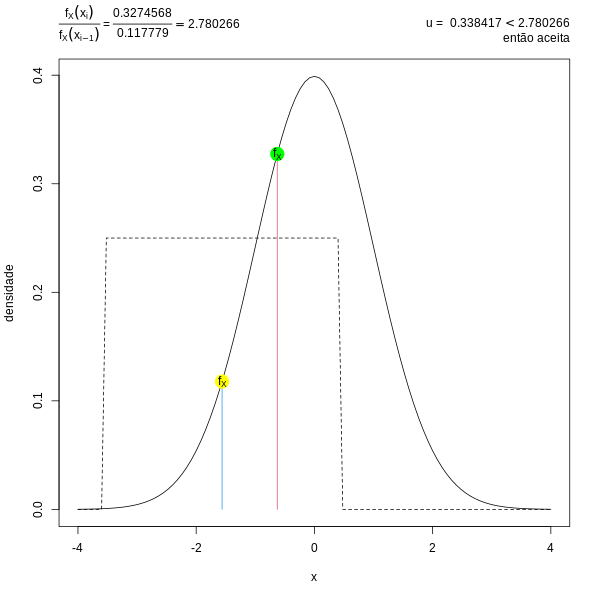 fX(xi) / fX(xi−1) = 0.3274568 / 0.117779 = 2.780266
u = 0.338417 < 2.780266
então aceita
densidade
0.4
0.3
0.2
0.1
0.0
fX
fX
-4 -2 0 2 4
x